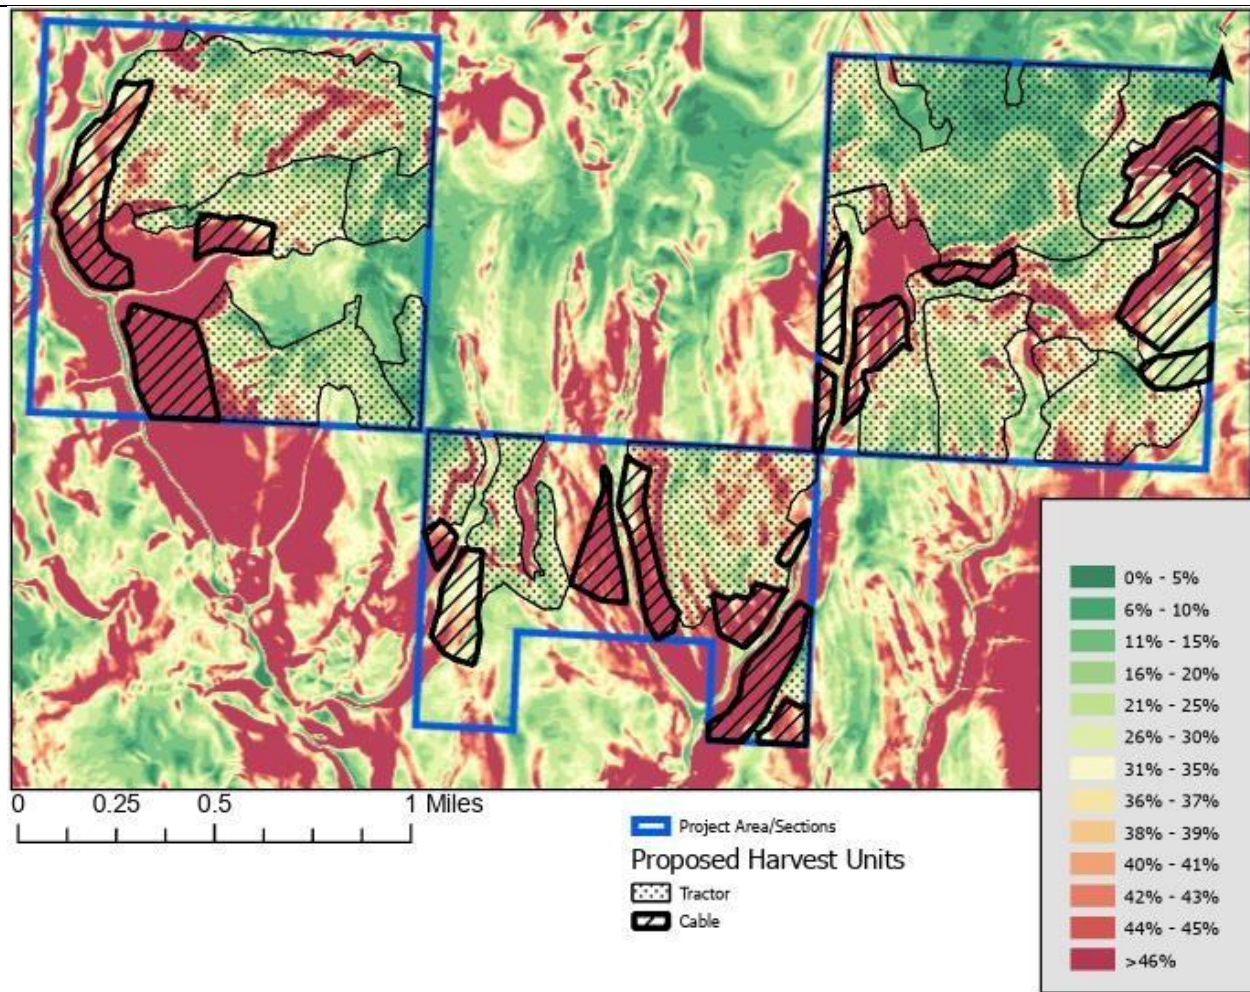 0 0.25 0.5 1 Miles
Project Area/Sections
Proposed Harvest Units
Tractor
Cable
0% - 5%
6% - 10%
11% - 15%
16% - 20%
21% - 25%
26% - 30%
31% - 35%
36% - 37%
38% - 39%
40% - 41%
42% - 43%
44% - 45%
>46%